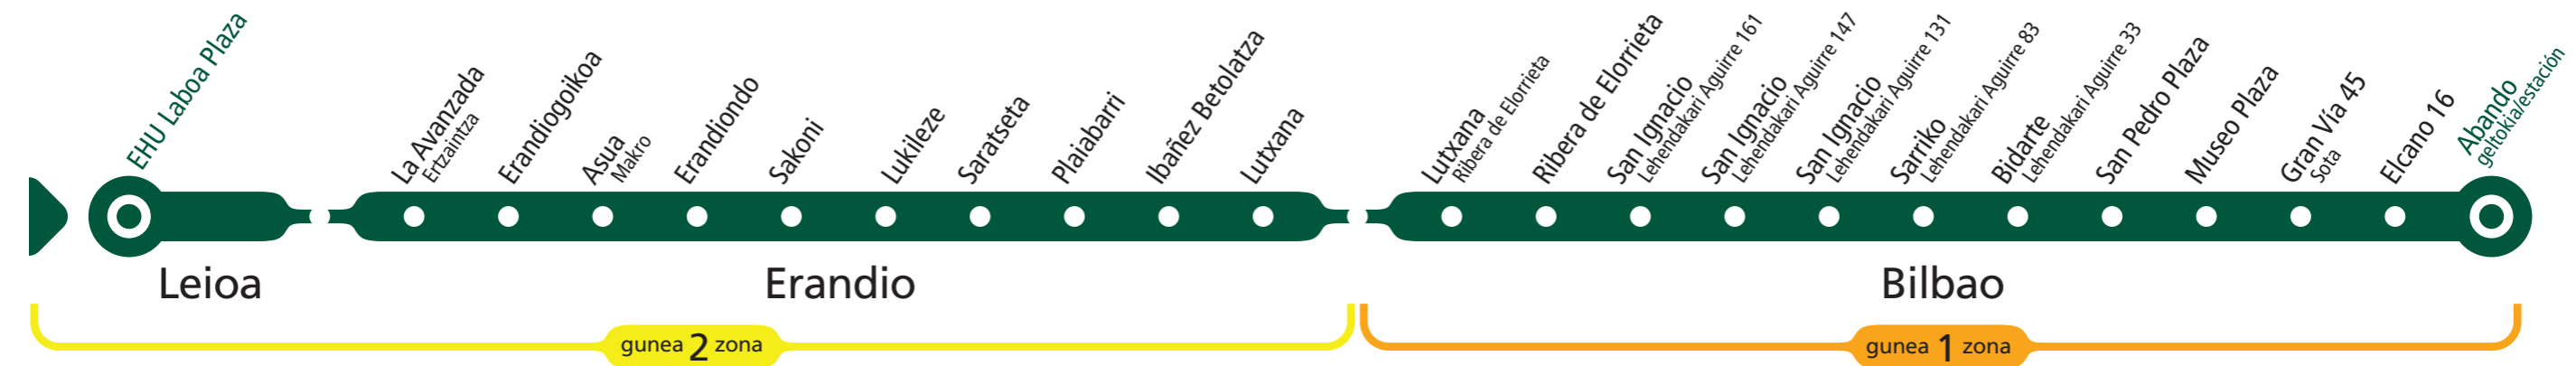 EHU Laboa Plaza
La Avanzada
Ertzaintza
Erandiogoikoa
Asua
Makro
Erandiondo
Sakoni
Lukileze
Saratseta
Plaiabarri
Ibañez Betolatza
Lutxana
Lutxana
Ribera de Elorrieta
Ribera de Elorrieta
San Ignacio
Lehendakari Aguirre 161
San Ignacio
Lehendakari Aguirre 147
San Ignacio
Lehendakari Aguirre 131
Sarriko
Lehendakari Aguirre 83
Bidarte
Lehendakari Aguirre 33
San Pedro Plaza
Museo Plaza
Gran Vía 45
Sota
Elcano 16
Abando
geltokia/estación
Leioa
Erandio
Bilbao
gunea 2 zona
gunea 1 zona